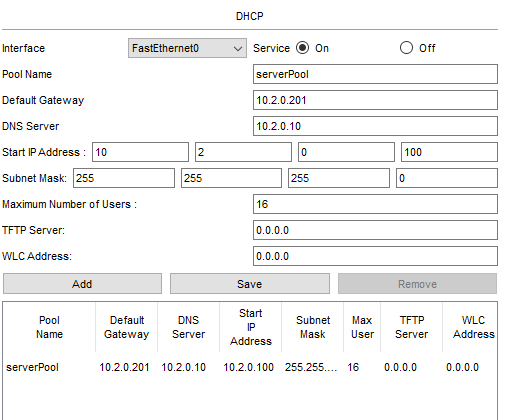 DHCP
Interface FastEthernet0 Service On Off
Pool Name serverPool
Default Gateway 10.2.0.201
DNS Server 10.2.0.10
Start IP Address : 10 2 0 100
Subnet Mask: 255 255 255 0
Maximum Number of Users : 16
TFTP Server: 0.0.0.0
WLC Address: 0.0.0.0
Add Save Remove
Pool Name Default Gateway DNS Server Start IP Address Subnet Mask Max User TFTP Server WLC Address
serverPool 10.2.0.201 10.2.0.10 10.2.0.100 255.255.... 16 0.0.0.0 0.0.0.0